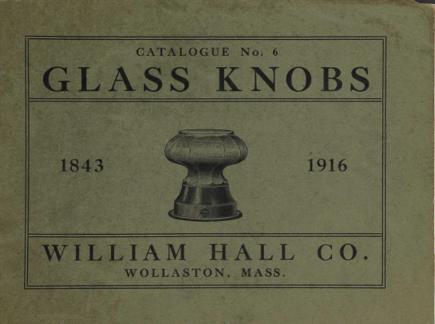 CATALOGUE No. 6
GLASS KNOBS
1843 1916
WILLIAM HALL CO.
WOLLASTON, MASS.